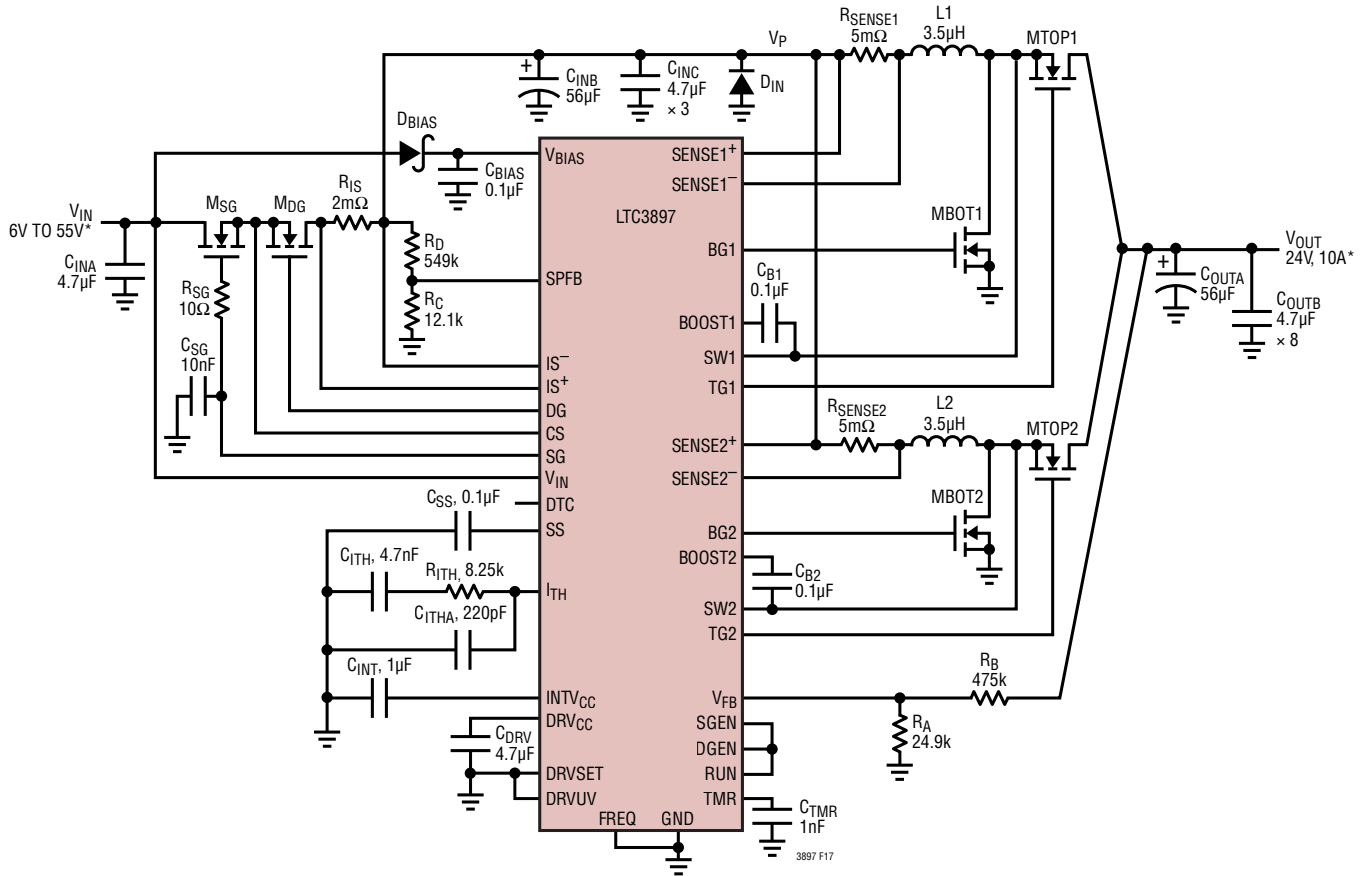 RSENSE1
5mΩ
L1
3.5µH
MTOP1
VP
+
CINB
56µF
CINC
4.7µF
× 3
DIN
DBIAS
CBIAS
0.1µF
VBIAS
SENSE1+
SENSE1−
LTC3897
VIN
6V TO 55V*
CINA
4.7µF
MSG
MDG
RIS
2mΩ
RD
549k
RC
12.1k
RSG
10Ω
CSG
10nF
SPFB
IS−
IS+
DG
CS
SG
VIN
DTC
SS
ITH
INTVCC
DRVCC
DRVSET
DRVUV
FREQ
GND
CSS, 0.1µF
CITH, 4.7nF
RITH, 8.25k
CITHA, 220pF
CINT, 1µF
CDRV
4.7µF
BG1
MBOT1
CB1
0.1µF
BOOST1
SW1
TG1
VOUT
24V, 10A*
+
COUTA
56µF
COUTB
4.7µF
× 8
RSENSE2
5mΩ
L2
3.5µH
MTOP2
SENSE2+
SENSE2−
BG2
MBOT2
BOOST2
CB2
0.1µF
SW2
TG2
VFB
RB
475k
RA
24.9k
SGEN
DGEN
RUN
TMR
CTMR
1nF
3897 F17